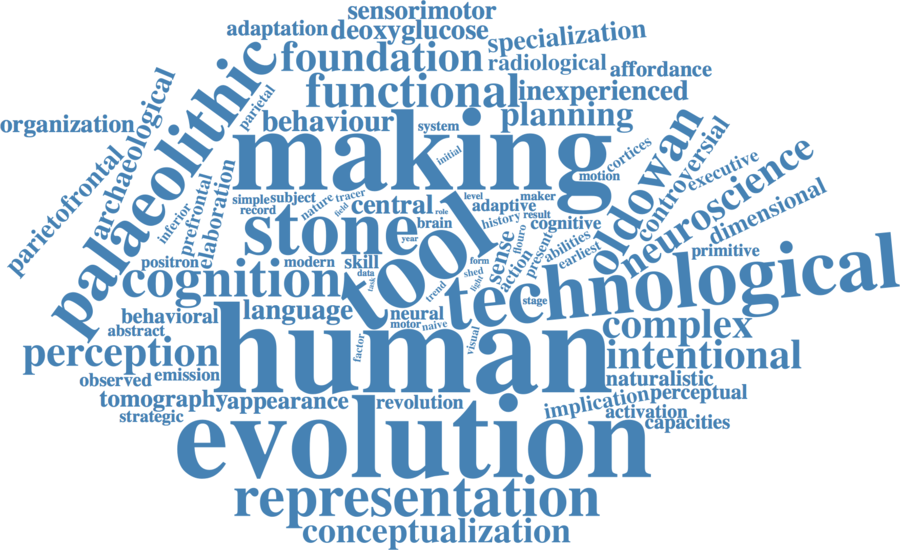 sensorimotor
adaptation
deoxyglucose
specialization
foundation
radiological
affordance
functional
inexperienced
parietal
palaeolithic
archaeological
organization
behaviour
system
planning
making
initial
motion
cortices
controversial
oldowan
executive
parietofrontal
inferior
prefrontal
elaboration
simple
subject
record
nature
tracer
field
central
role
level
adaptive
maker
history
result
cognitive
neuroscience
dimensional
stone
year
brain
tool
sense
flouro
present
action
abilities
earliest
primitive
positron
modern
skill
data
task
form
shed
light
trend
cognition
technological
stage
behavioral
language
neural
motor
naive
visual
factor
abstract
complex
perception
human
intentional
observed
emission
naturalistic
tomography
appearance
revolution
implication
perceptual
activation
capacities
strategic
evolution
representation
conceptualization